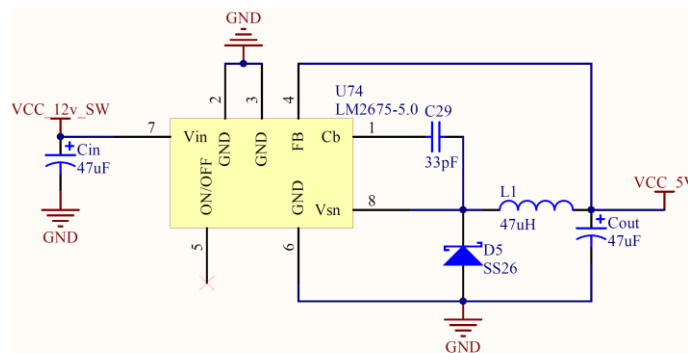 GND
U74
LM2675-5.0
VCC_12v_SW
2
3
4
C29
7
Vin
GND
GND
FB
Cb
1
33pF
Cin
47uF
ON/OFF
GND
Vsn
8
L1
47uH
VCC_5V
Cout
47uF
GND
5
6
D5
SS26
GND